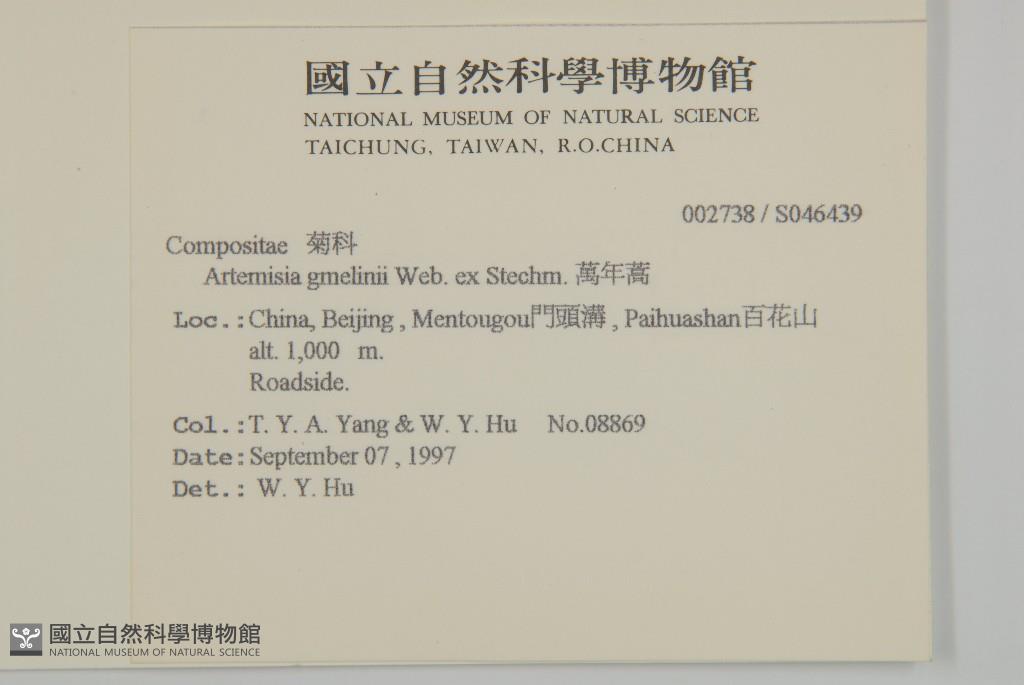 國立自然科學博物館
NATIONAL MUSEUM OF NATURAL SCIENCE
TAICHUNG, TAIWAN, R.O.CHINA
002738 / S046439
Compositae 菊科
Artemisia gmelinii Web. ex Stechm. 萬年蒿
Loc.: China, Beijing , Mentougou門頭溝 , Paihuashan百花山
alt. 1,000 m.
Roadside.
Col.: T. Y. A. Yang & W. Y. Hu No.08869
Date: September 07 , 1997
Det.: W. Y. Hu
國立自然科學博物館
NATIONAL MUSEUM OF NATURAL SCIENCE